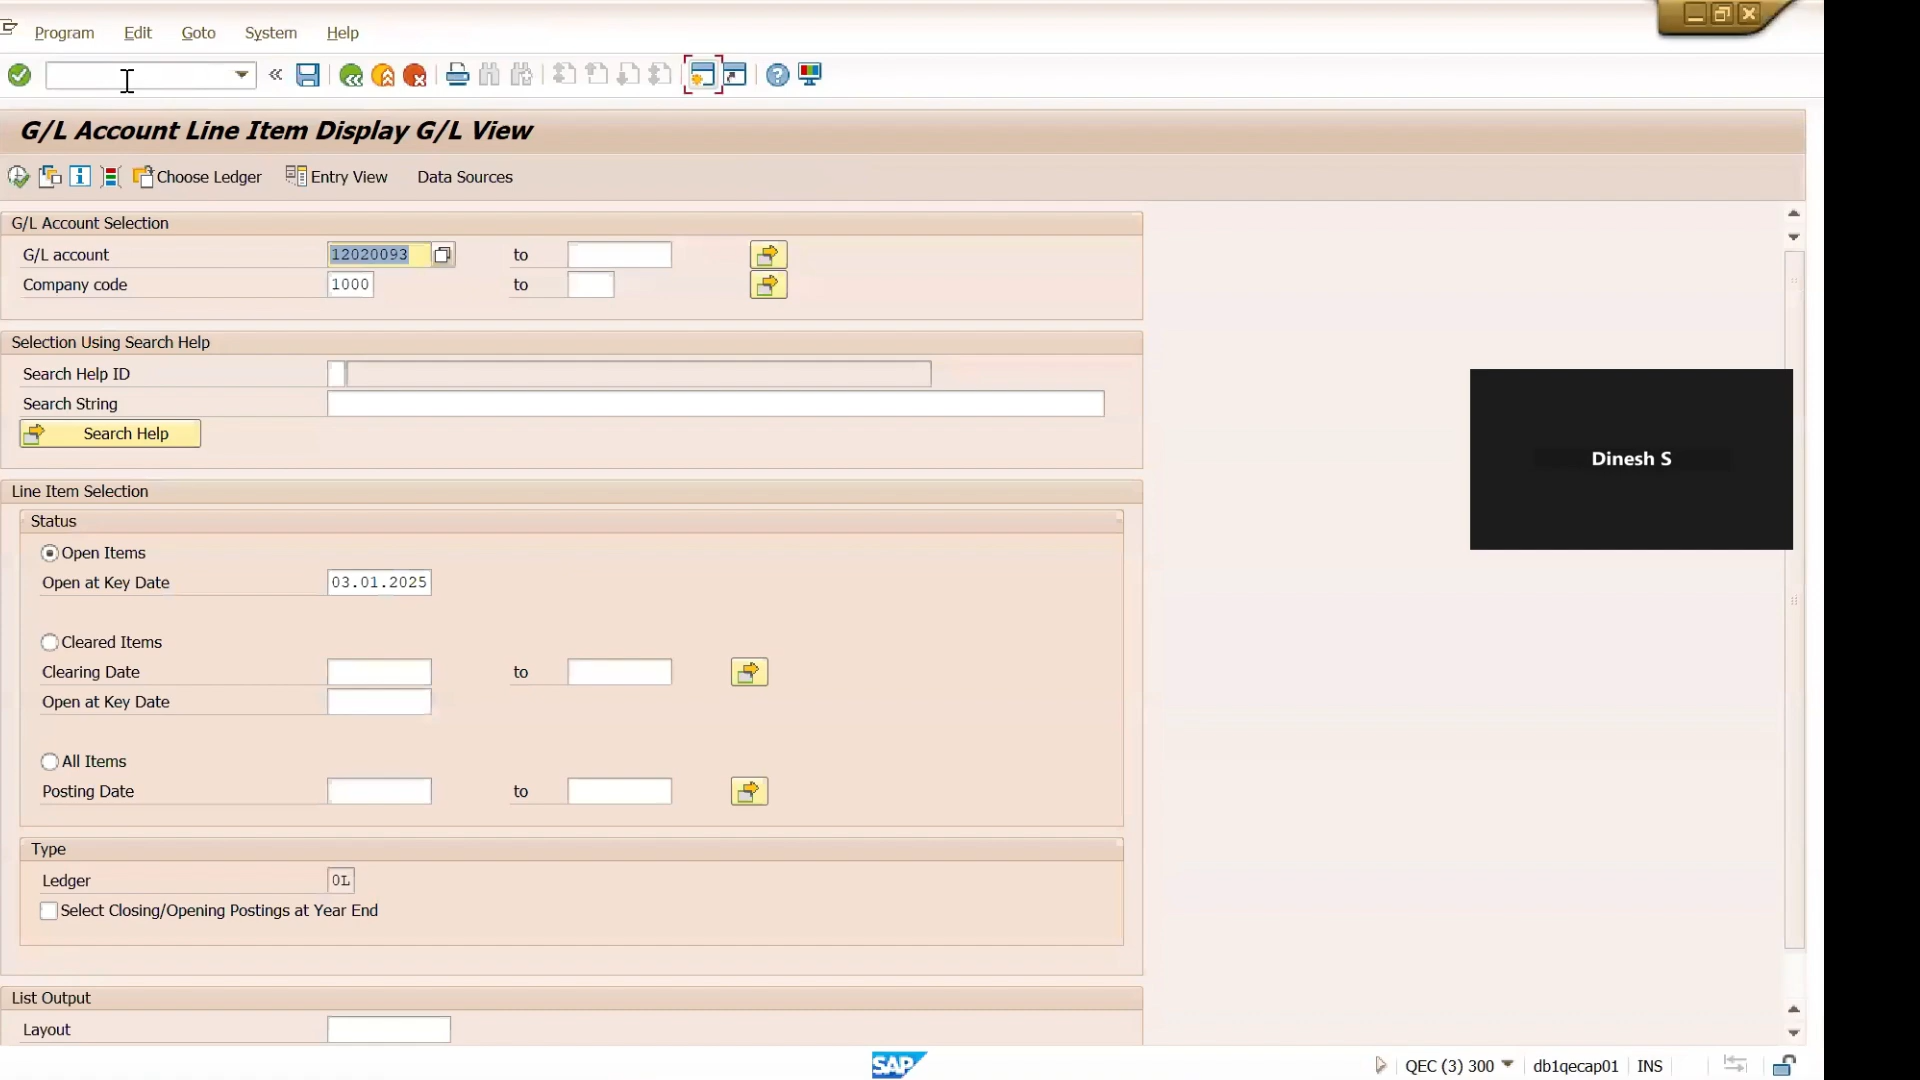 Program Edit Goto System Help
G/L Account Line Item Display G/L View
Choose Ledger Entry View Data Sources
G/L Account Selection
G/L account 12020093 to
Company code 1000 to
Selection Using Search Help
Search Help ID
Search String
Search Help
Dinesh S
Line Item Selection
Status
Open Items
Open at Key Date 03.01.2025
Cleared Items
Clearing Date to
Open at Key Date
All Items
Posting Date to
Type
Ledger 0L
Select Closing/Opening Postings at Year End
List Output
Layout
SAP QEC (3) 300 db1qecap01 INS